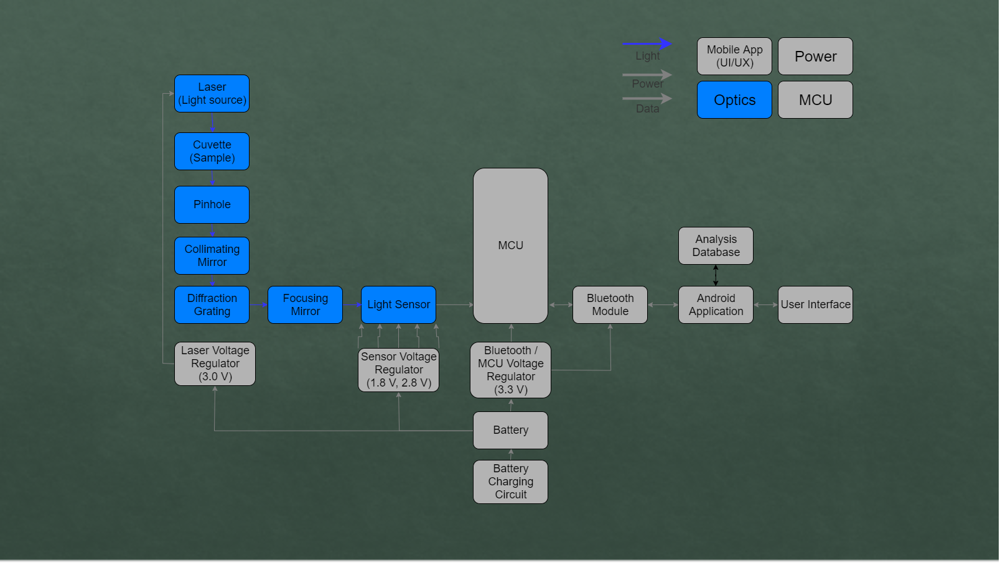 Light
Power
Data
Mobile App
(UI/UX)
Power
Optics
MCU
Laser
(Light source)
Cuvette
(Sample)
Pinhole
Collimating
Mirror
Diffraction
Grating
Focusing
Mirror
Light Sensor
MCU
Bluetooth
Module
Analysis
Database
Android
Application
User Interface
Laser Voltage
Regulator
(3.0 V)
Sensor Voltage
Regulator
(1.8 V, 2.8 V)
Bluetooth /
MCU Voltage
Regulator
(3.3 V)
Battery
Battery
Charging
Circuit